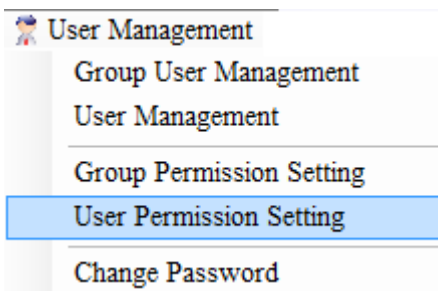 User Management
Group User Management
User Management
Group Permission Setting
User Permission Setting
Change Password